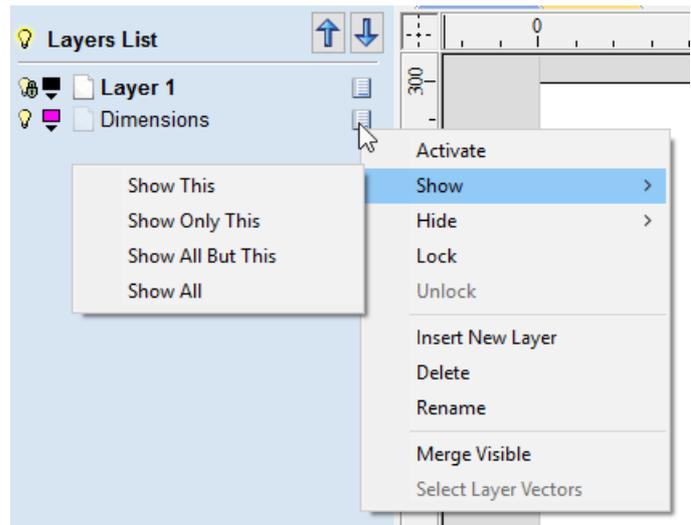 Layers List
0
300
Layer 1
Dimensions
Activate
Show
Hide
Lock
Unlock
Insert New Layer
Delete
Rename
Merge Visible
Select Layer Vectors
Show This
Show Only This
Show All But This
Show All